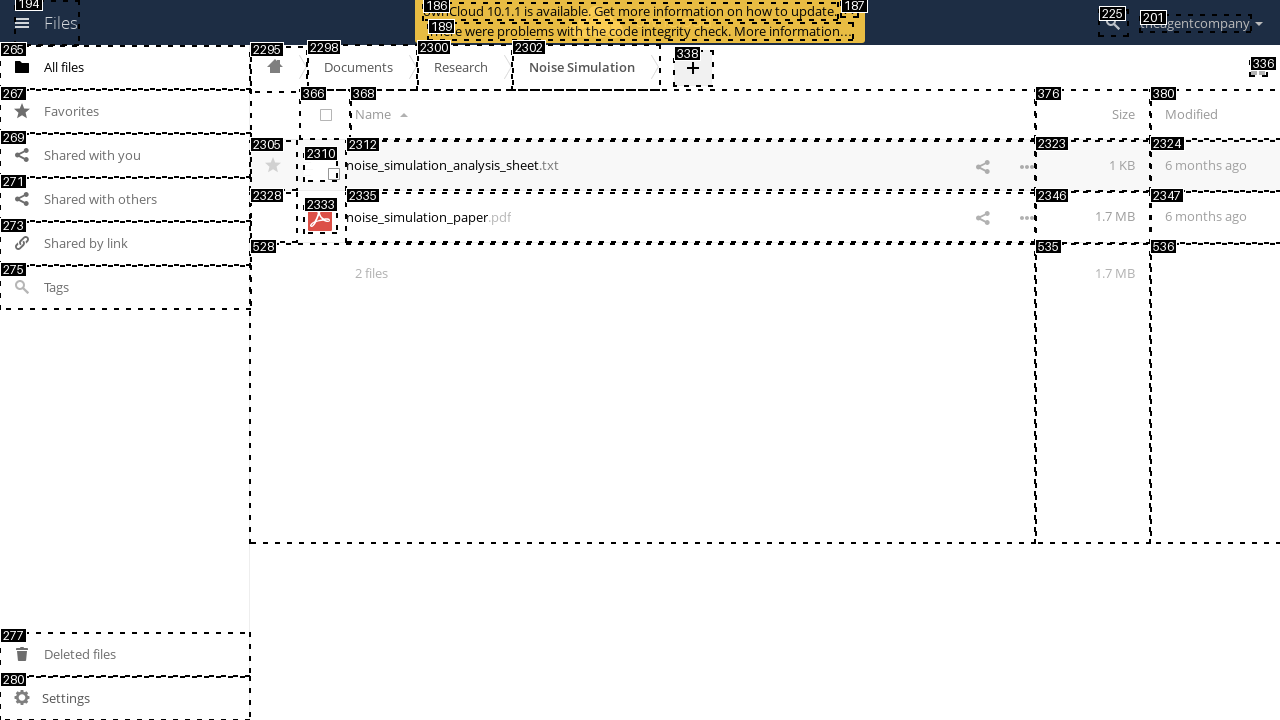 194
Files
186
ownCloud 10.1.1 is available. Get more information on how to update.
187
189
were problems with the code integrity check. More information…
225
201
theagentcompany
265
All files
2295
2298
Documents
2300
Research
2302
Noise Simulation
338
+
336
267
Favorites
366
368
Name
376
Size
380
Modified
269
Shared with you
2305
2310
2312
noise_simulation_analysis_sheet.txt
2323
1 KB
2324
6 months ago
271
Shared with others
2328
2333
2335
noise_simulation_paper.pdf
2346
1.7 MB
2347
6 months ago
273
Shared by link
528
2 files
535
1.7 MB
536
275
Tags
277
Deleted files
280
Settings